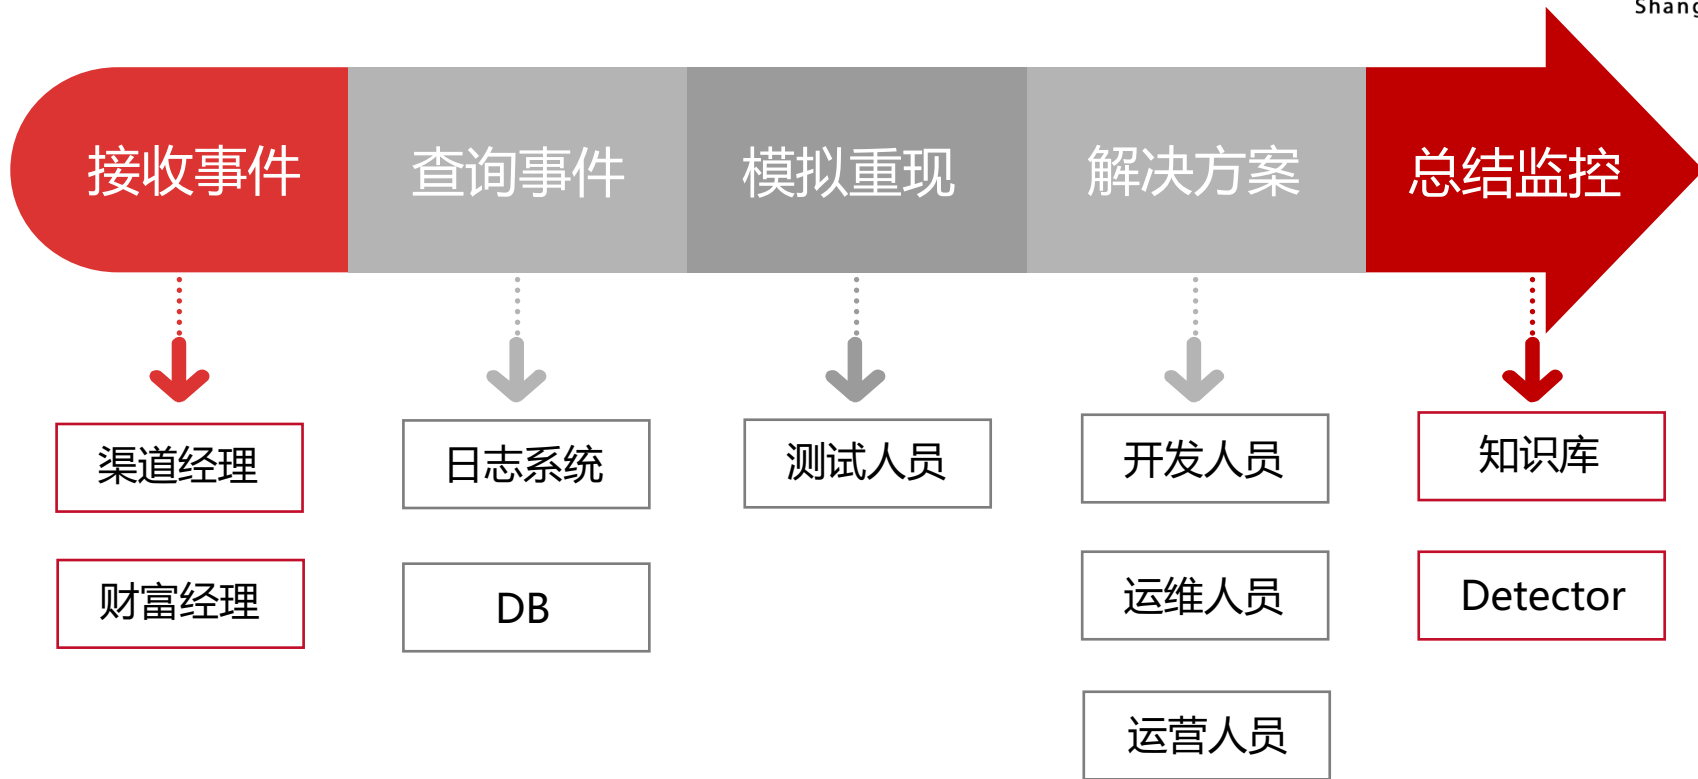 Shang
接收事件
查询事件
模拟重现
解决方案
总结监控
渠道经理
日志系统
测试人员
开发人员
知识库
财富经理
DB
运维人员
Detector
运营人员